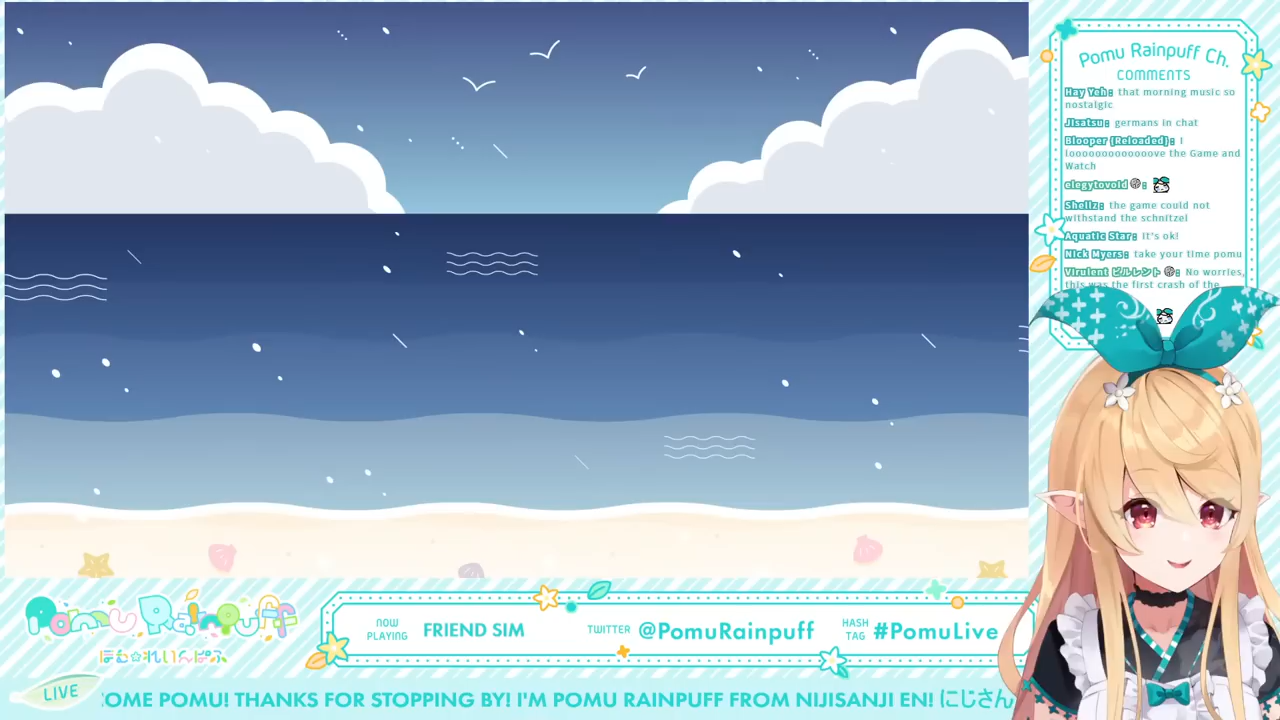 Pomu Rainpuff Ch.
COMMENTS
Hay Yeh: that morning music so
nostalgic
Jisatsu: germans in chat
Blooper {Reloaded}: I
looooooooooooove the Game and
Watch
elegytovoid:
Shellz: the game could not
withstand the schnitzel
Aquatic Star: it's ok!
Nick Myers: take your time pomu
Virulent ビルレント: No worries,
this was the first crash of the
Pomu Rainpuff
ぽむ☆れいんぱふ
NOW
PLAYING
FRIEND SIM
TWITTER @PomuRainpuff
HASH
TAG
#PomuLive
LIVE
COME POMU! THANKS FOR STOPPING BY! I'M POMU RAINPUFF FROM NIJISANJI EN! にじさん